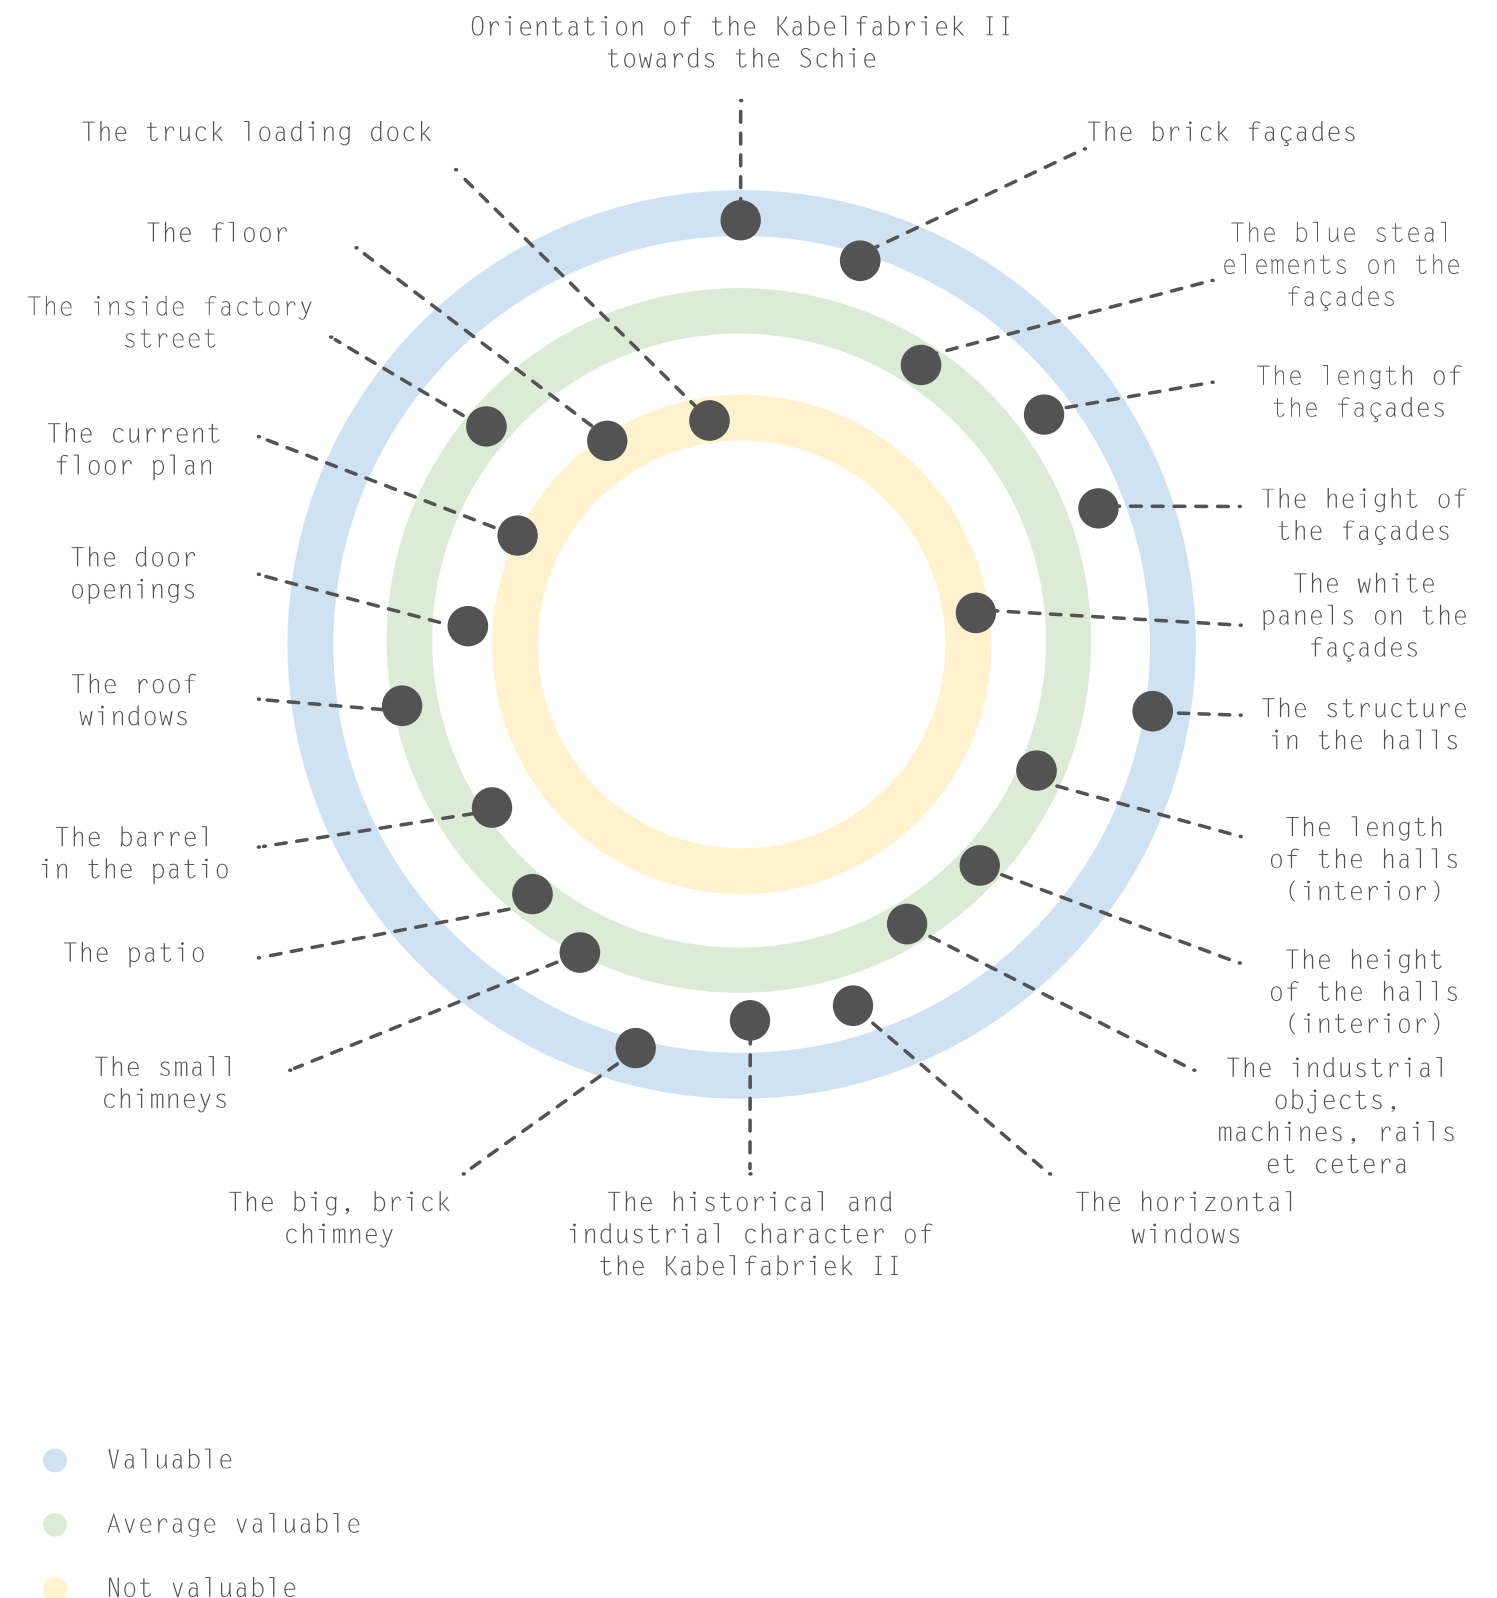 Orientation of the Kabelfabriek II
towards the Schie
The truck loading dock
The brick façades
The floor
The blue steal
elements on the
façades
The inside factory
street
The length of
the façades
The current
floor plan
The height of
the façades
The door
openings
The white
panels on the
façades
The roof
windows
The structure
in the halls
The barrel
in the patio
The length
of the halls
(interior)
The patio
The height
of the halls
(interior)
The small
chimneys
The industrial
objects,
machines, rails
et cetera
The big, brick
chimney
The historical and
industrial character of
the Kabelfabriek II
The horizontal
windows
Valuable
Average valuable
Not valuable